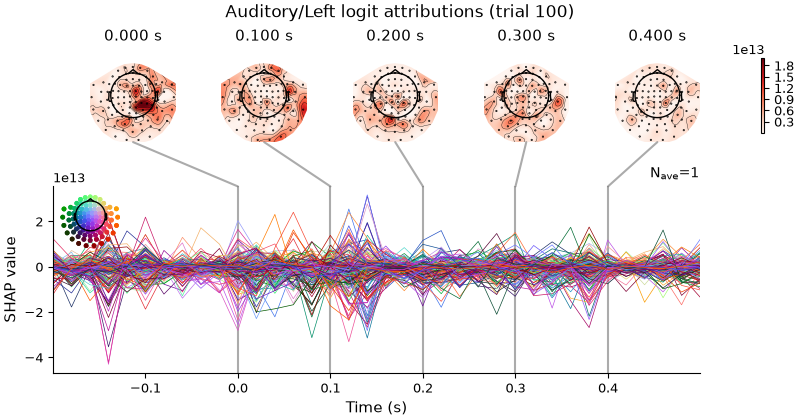 Auditory/Left logit attributions (trial 100)
0.000 s
0.100 s
0.200 s
0.300 s
0.400 s
1e13
1.8
1.5
1.2
0.9
0.6
0.3
Nave=1
1e13
2
0
−2
−4
SHAP value
−0.1
0.0
0.1
0.2
0.3
0.4
Time (s)